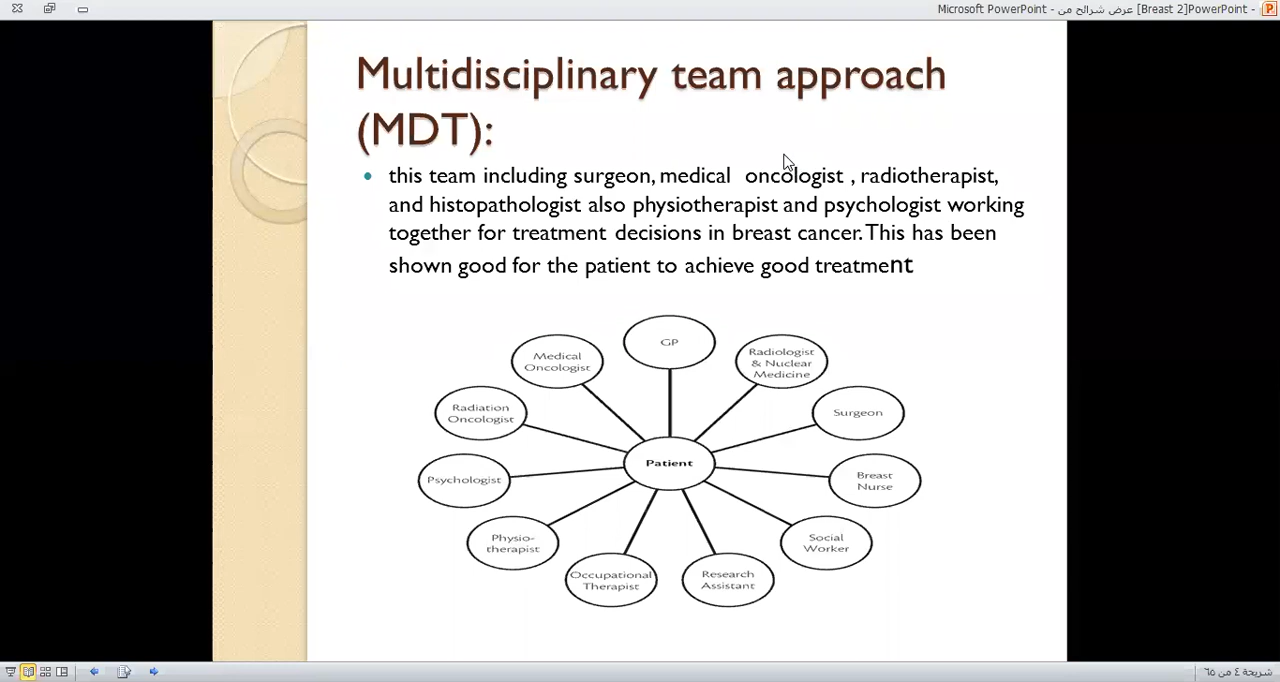 Microsoft PowerPoint - عرض شرائح من [Breast 2]PowerPoint -
Multidisciplinary team approach
(MDT):
• this team including surgeon, medical oncologist , radiotherapist,
and histopathologist also physiotherapist and psychologist working
together for treatment decisions in breast cancer. This has been
shown good for the patient to achieve good treatment
GP
Medical
Oncologist
Radiologist
& Nuclear
Medicine
Radiation
Oncologist
Surgeon
Patient
Psychologist
Breast
Nurse
Physio-
therapist
Social
Worker
Occupational
Therapist
Research
Assistant
شريحة ٤ من ٦٥